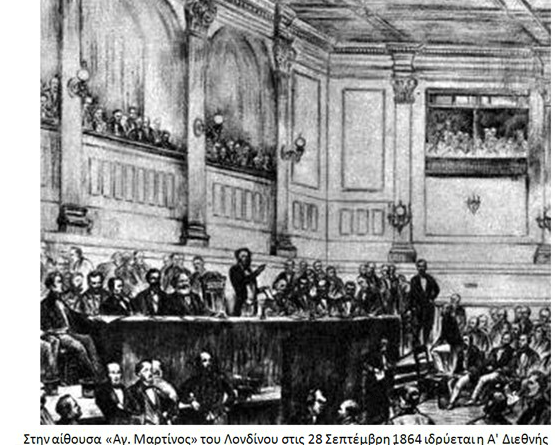 Στην αίθουσα «Αγ. Μαρτίνος» του Λονδίνου στις 28 Σεπτέμβρη 1864 ιδρύεται η Α' Διεθνής